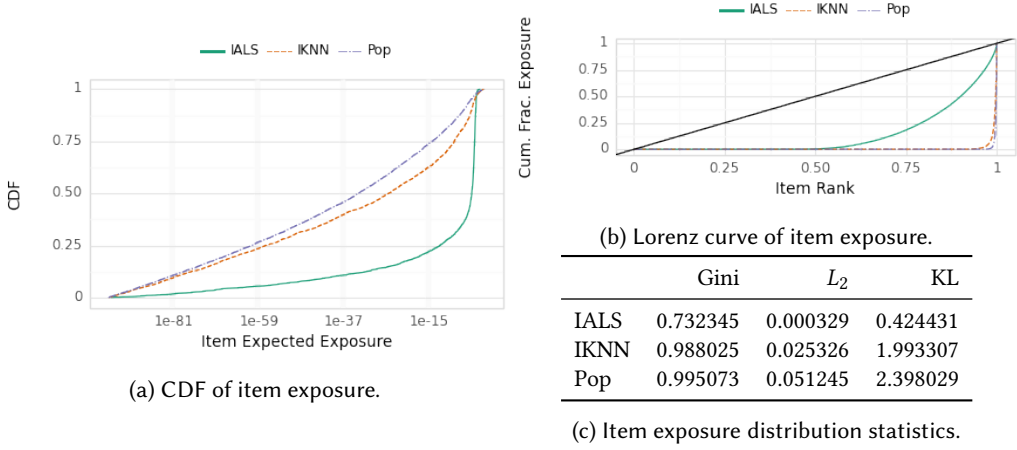 IALS IKNN Pop
1
0.75
0.50
0.25
0
CDF
1e-81 1e-59 1e-37 1e-15
Item Expected Exposure
(a) CDF of item exposure.
IALS IKNN Pop
1
0.75
0.50
0.25
0
Cum. Frac. Exposure
0 0.25 0.50 0.75 1
Item Rank
(b) Lorenz curve of item exposure.
Gini L2 KL
IALS 0.732345 0.000329 0.424431
IKNN 0.988025 0.025326 1.993307
Pop 0.995073 0.051245 2.398029
(c) Item exposure distribution statistics.